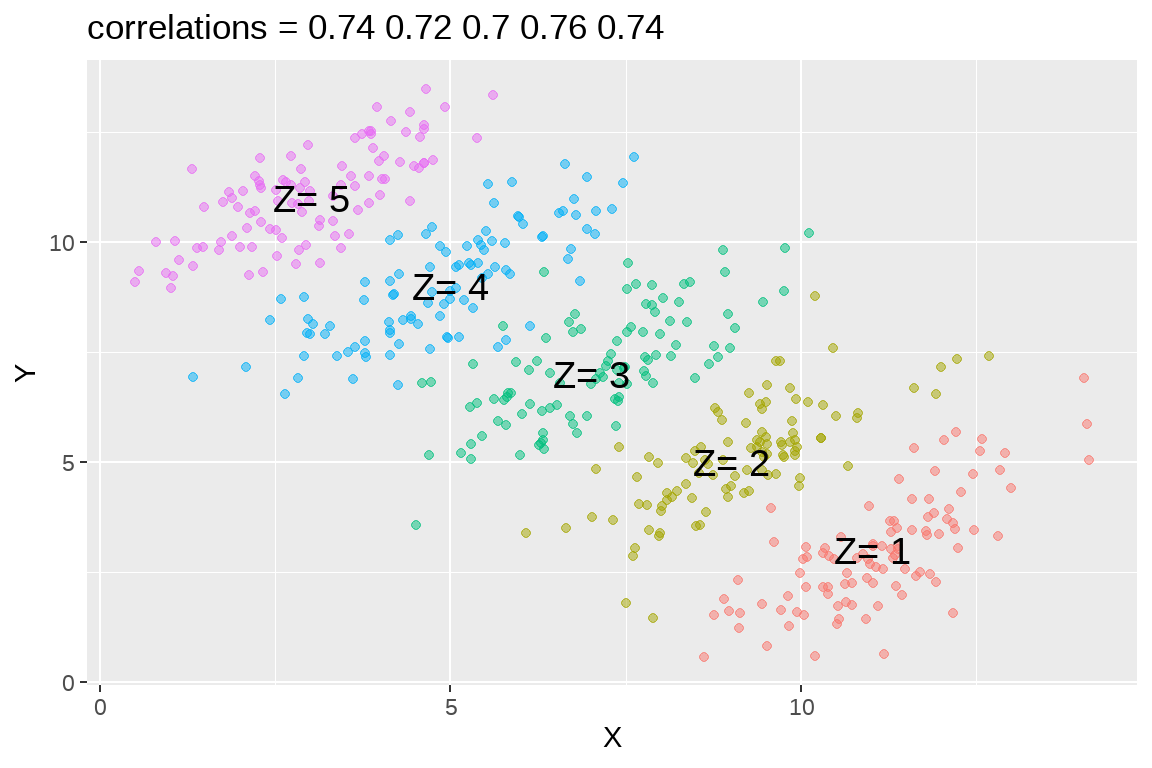 correlations = 0.74 0.72 0.7 0.76 0.74
Z= 5
Z= 4
Z= 3
Z= 2
Z= 1
10
5
0
Y
0
5
10
X